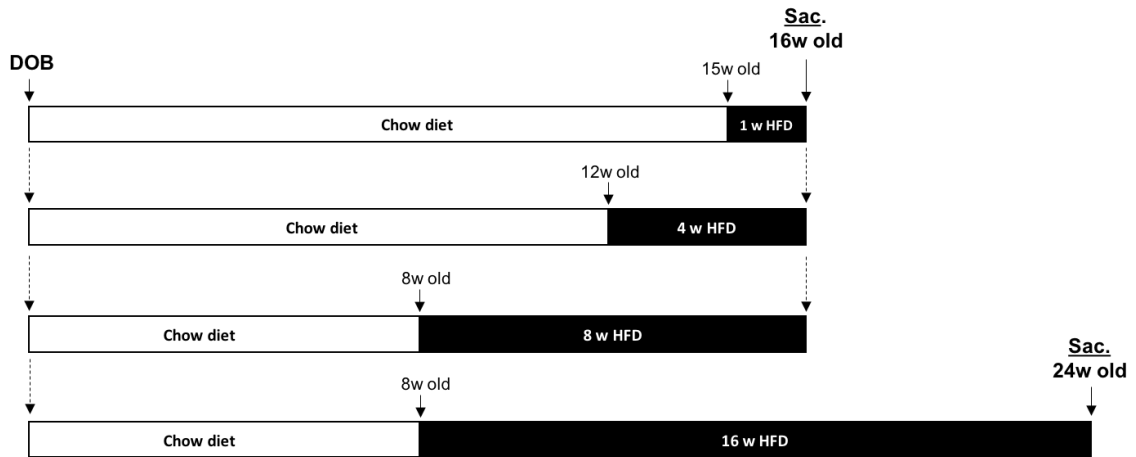 Sac.
16w old
DOB
15w old
Chow diet
1 w HFD
12w old
Chow diet
4 w HFD
8w old
Chow diet
8 w HFD
Sac.
24w old
8w old
Chow diet
16 w HFD